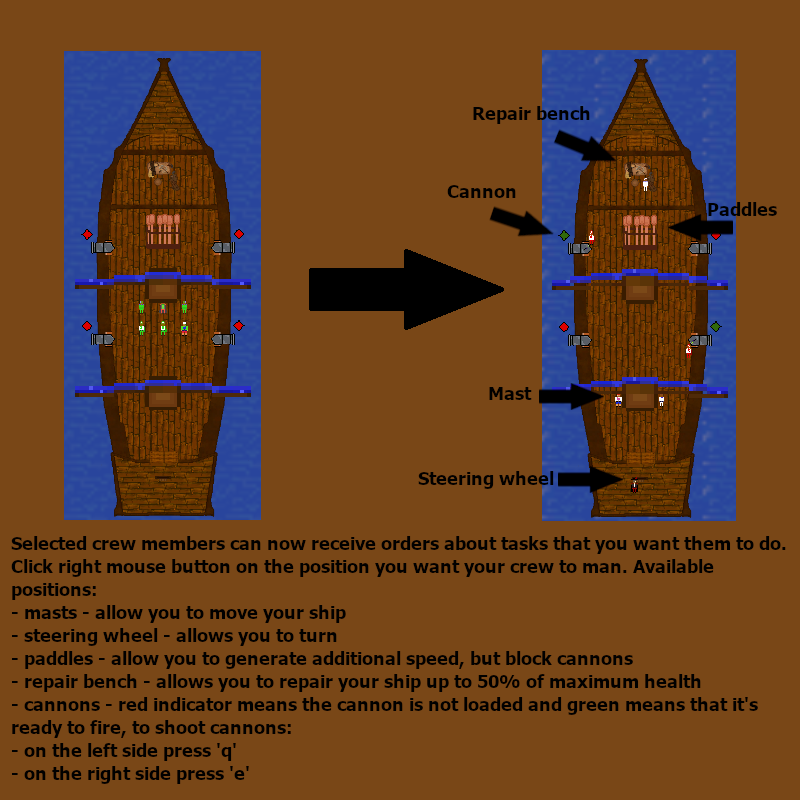 Repair bench
Cannon
Paddles
Mast
Steering wheel
Selected crew members can now receive orders about tasks that you want them to do.
Click right mouse button on the position you want your crew to man. Available
positions:
- masts - allow you to move your ship
- steering wheel - allows you to turn
- paddles - allow you to generate additional speed, but block cannons
- repair bench - allows you to repair your ship up to 50% of maximum health
- cannons - red indicator means the cannon is not loaded and green means that it's
ready to fire, to shoot cannons:
- on the left side press 'q'
- on the right side press 'e'